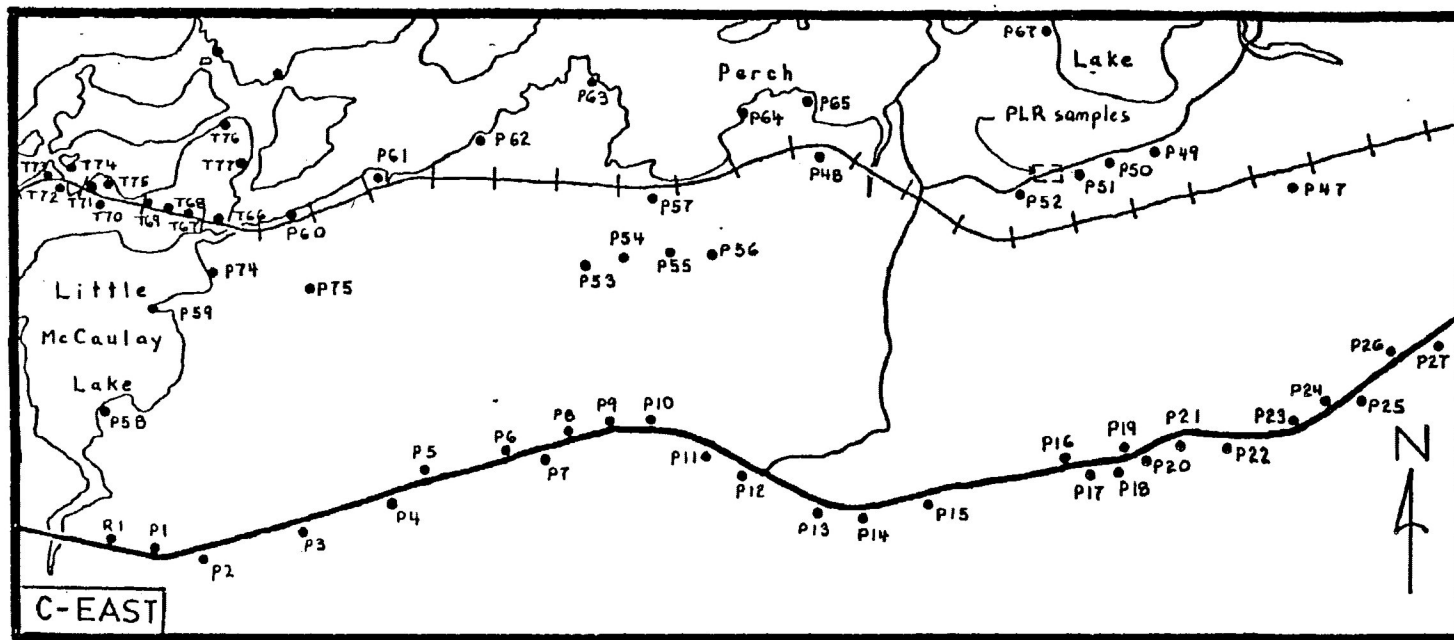 P67
Lake
Perch
P63
P65
P64
PLR samples
T76
P62
T73
T74
T77
P61
P49
P48
P50
T75
P51
P47
T72
T71
T68
P52
T70
T69
T67
T66
P60
P57
P54
P56
P55
P53
P74
P75
Little
P59
McCaulay
Lake
P26
P27
P58
P24
P25
P10
P9
P8
P23
P21
P19
P6
P5
P16
P11
P7
P20
P22
P12
P17
P18
P4
P15
P13
P14
R1
P1
P3
P2
N
C-EAST